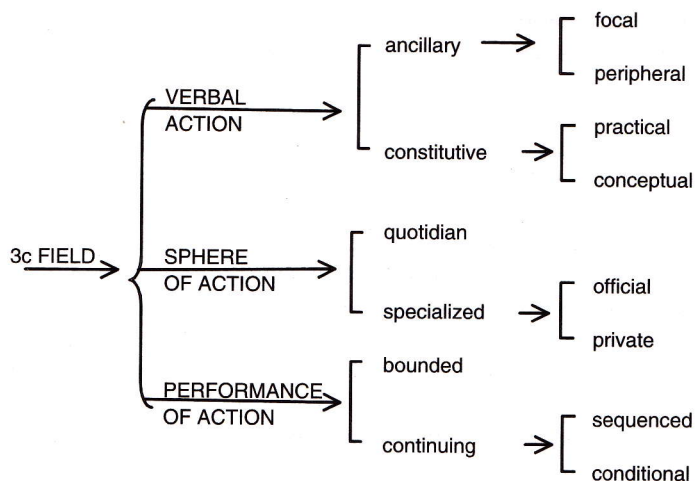 focal
ancillary
peripheral
VERBAL
ACTION
practical
constitutive
conceptual
quotidian
3c FIELD
SPHERE
OF ACTION
official
specialized
private
bounded
PERFORMANCE
OF ACTION
sequenced
continuing
conditional